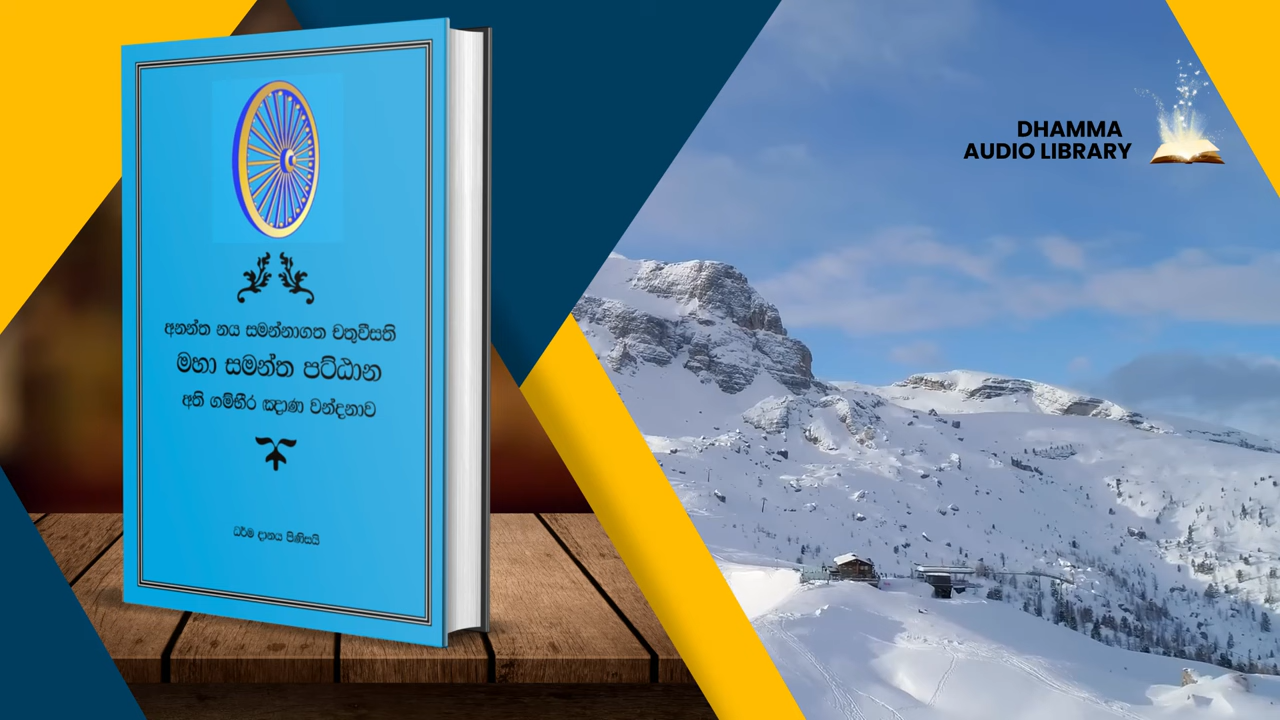 අනන්ත නය සමන්නාගත චතුවීසති
මහා සමන්ත පට්ඨාන
අති ගම්භීර ඤාණ වන්දනාව
ධර්ම දානය පිණිසයි
DHAMMA
AUDIO LIBRARY